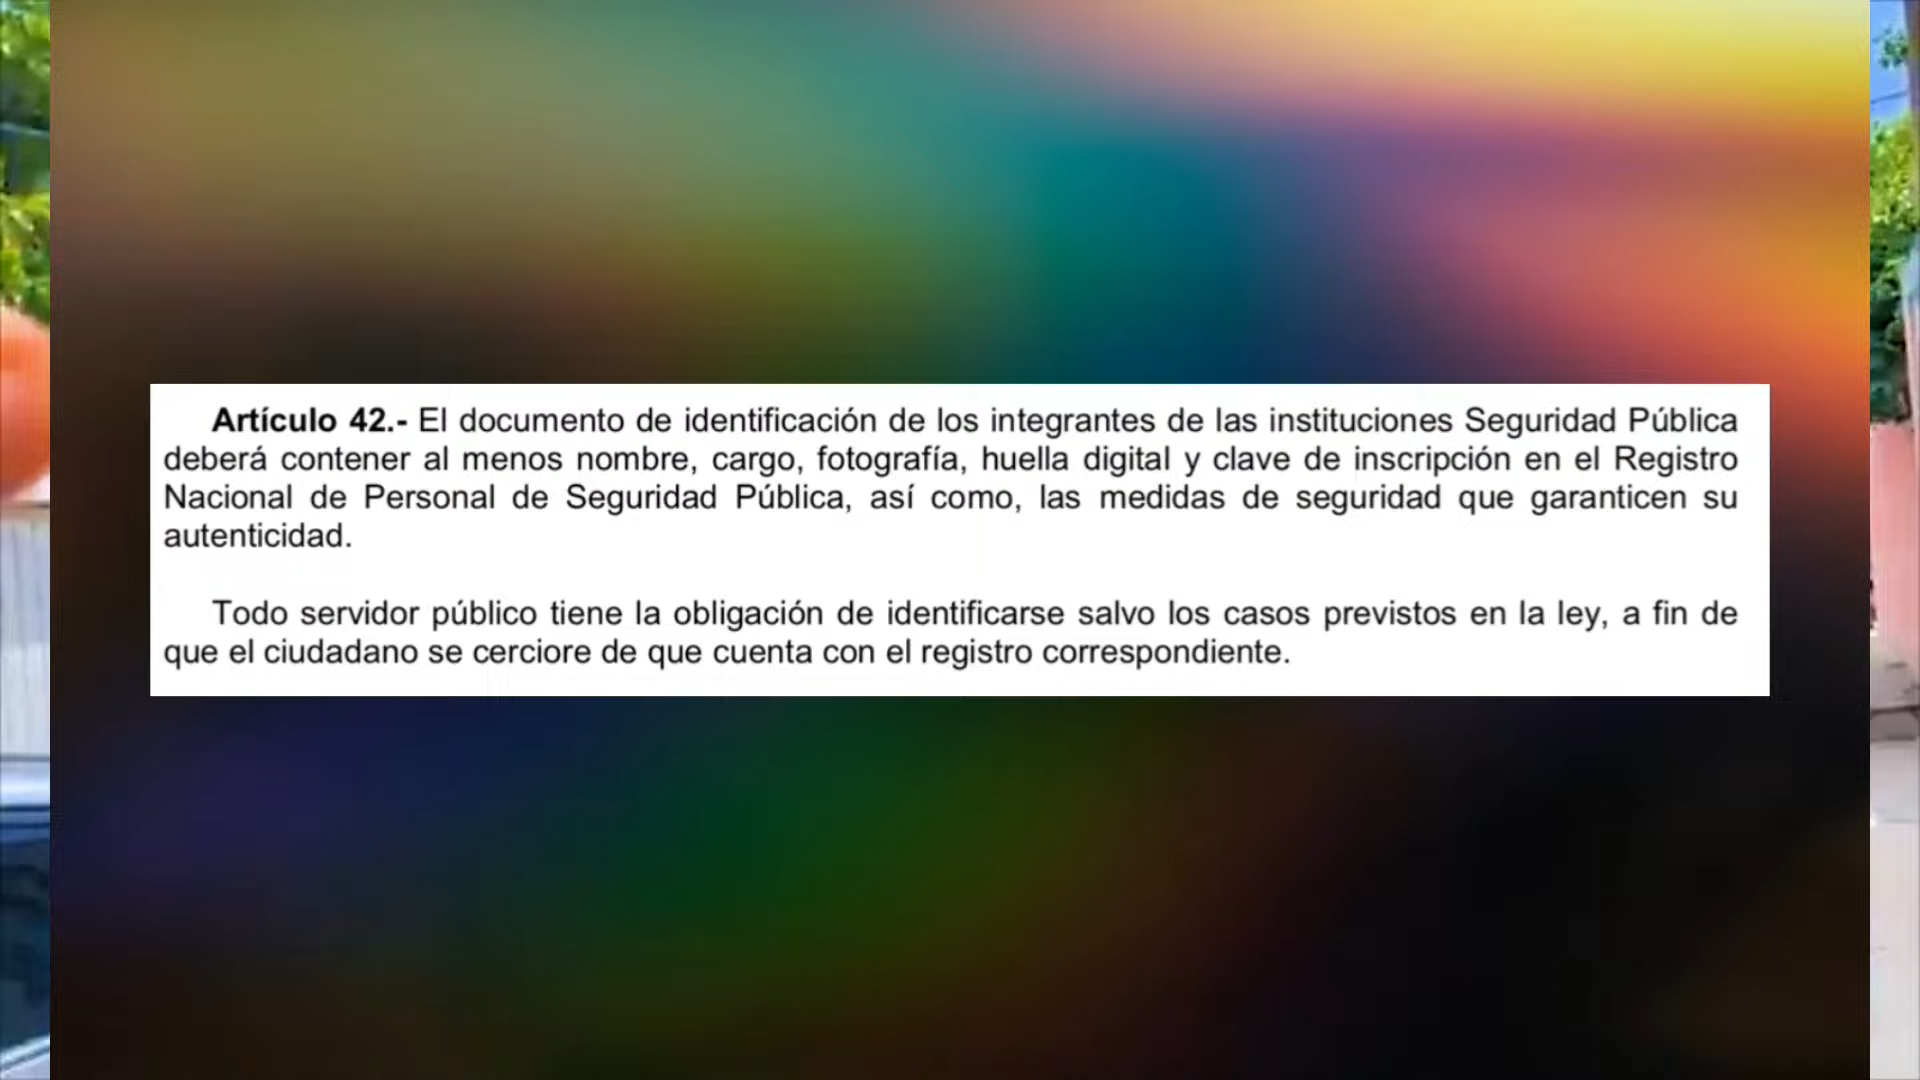 Artículo 42.- El documento de identificación de los integrantes de las instituciones Seguridad Pública
deberá contener al menos nombre, cargo, fotografía, huella digital y clave de inscripción en el Registro
Nacional de Personal de Seguridad Pública, así como, las medidas de seguridad que garanticen su
autenticidad.
Todo servidor público tiene la obligación de identificarse salvo los casos previstos en la ley, a fin de
que el ciudadano se cerciore de que cuenta con el registro correspondiente.